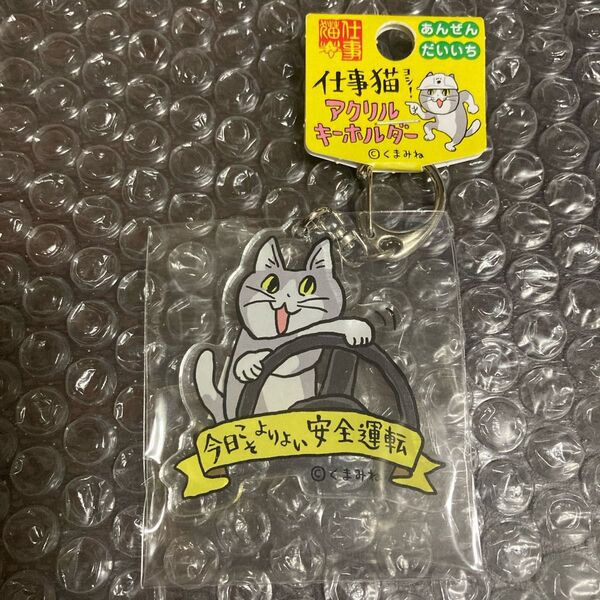 仕事猫
あんぜん
だいいち
仕事猫
ヨシ!
アクリル
キーホルダー
©くまみね
今日こそよりよい安全運転
©くまみね